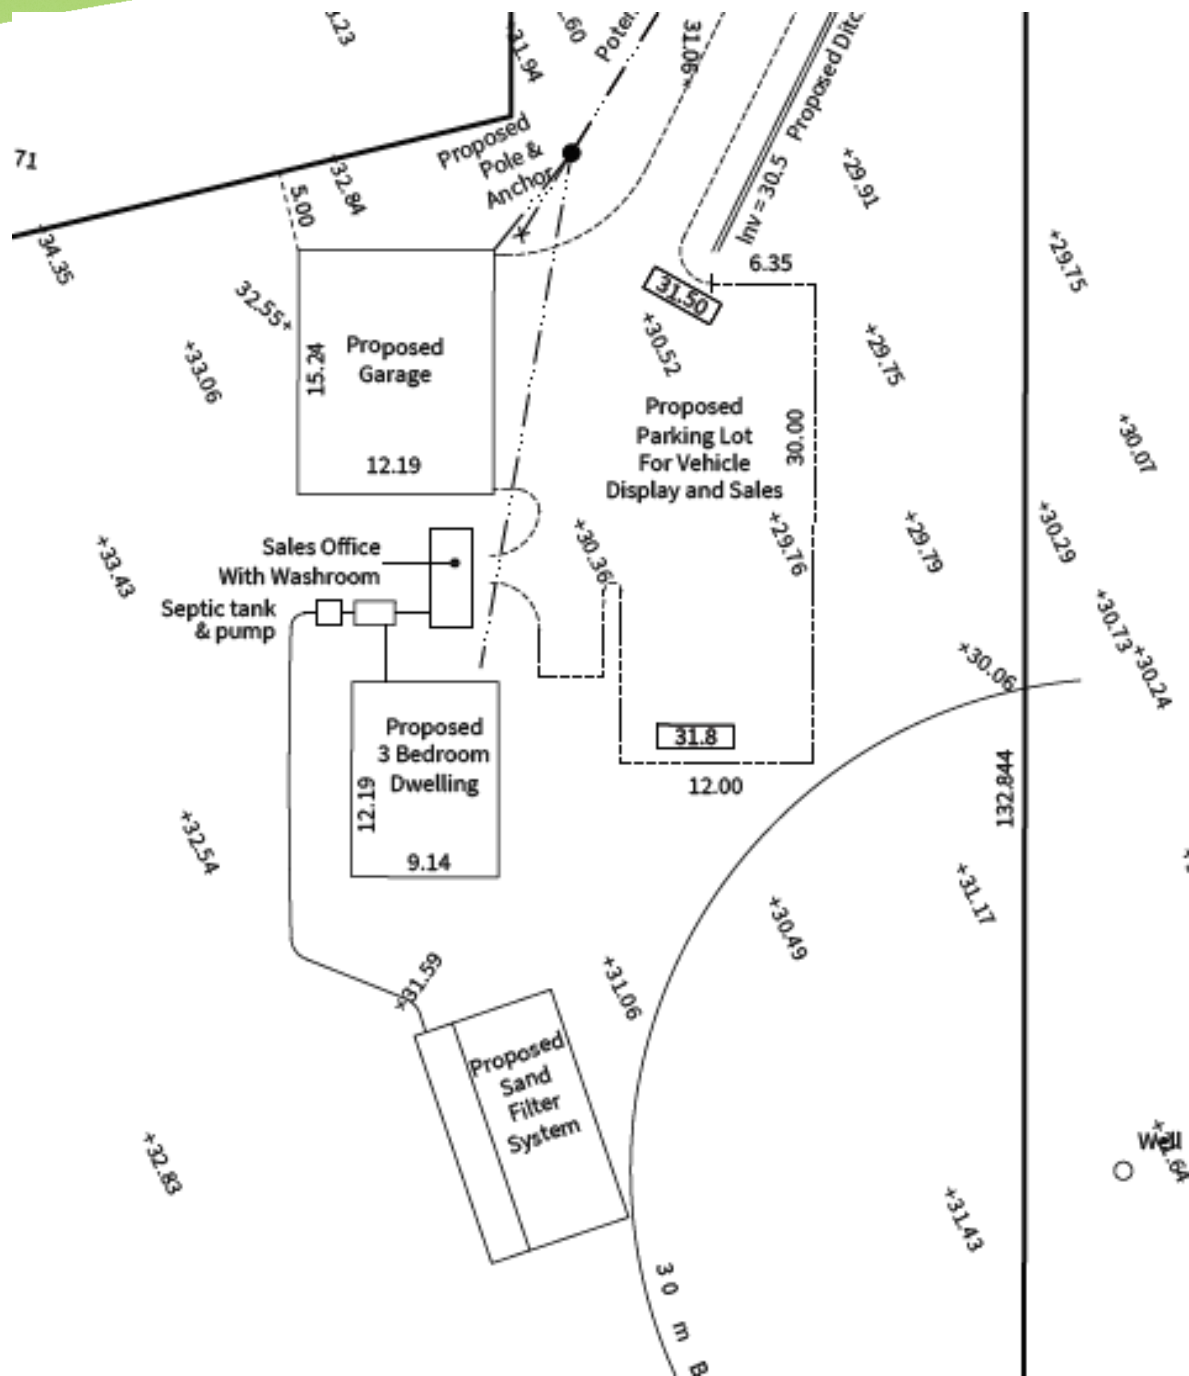 31.94
.60
Poten
31.06+
Proposed Ditc
Inv = 30.5
71
Proposed
Pole &
Anchor
+32.84
5.00
+34.35
+29.91
+29.75
6.35
31.50
32.55+
+33.06
15.24
Proposed
Garage
12.19
+30.52
+29.75
Proposed
Parking Lot
For Vehicle
Display and Sales
30.00
+30.07
+33.43
Sales Office
With Washroom
Septic tank
& pump
+30.36
+29.76
+29.79
+30.29
+30.73
+30.24
+30.06
Proposed
3 Bedroom
Dwelling
12.19
9.14
31.8
12.00
132.844
+32.54
+31.59
+31.06
+30.49
+31.17
Proposed
Sand
Filter
System
+32.83
Well
+31.43
30 m B